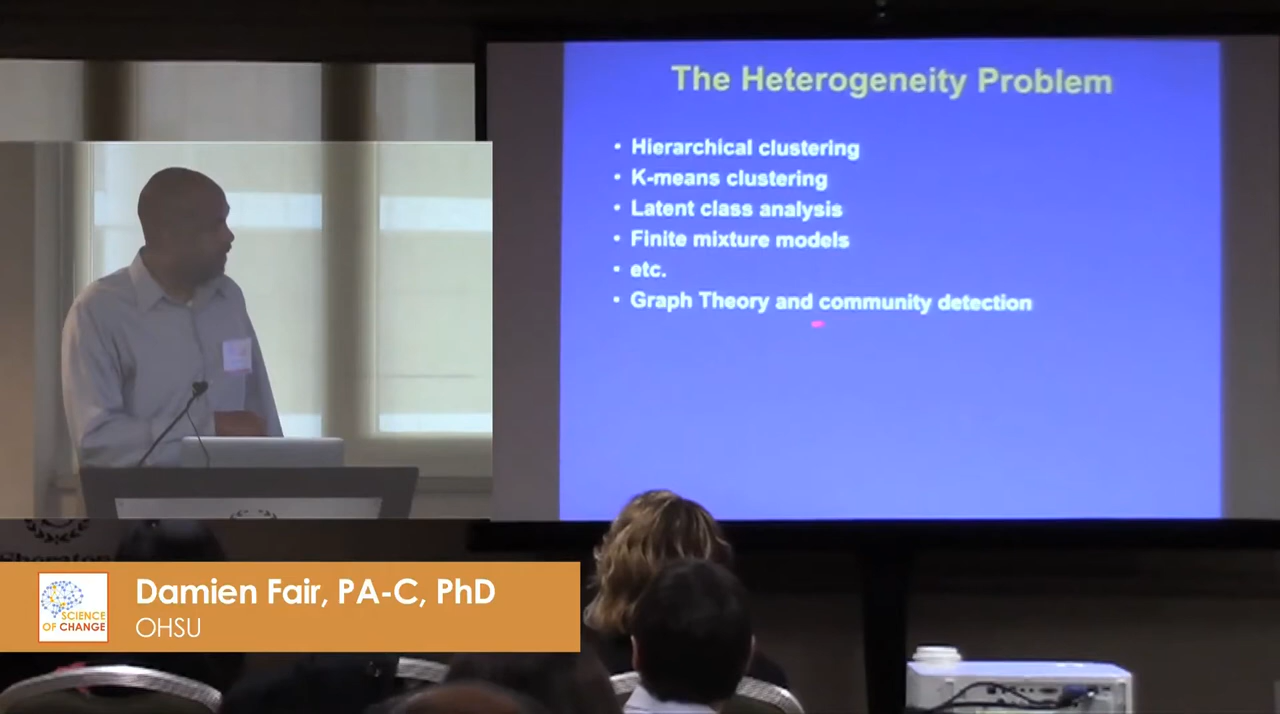 The Heterogeneity Problem
• Hierarchical clustering
• K-means clustering
• Latent class analysis
• Finite mixture models
• etc.
• Graph Theory and community detection
Sheraton
SCIENCE
OF CHANGE
Damien Fair, PA-C, PhD
OHSU